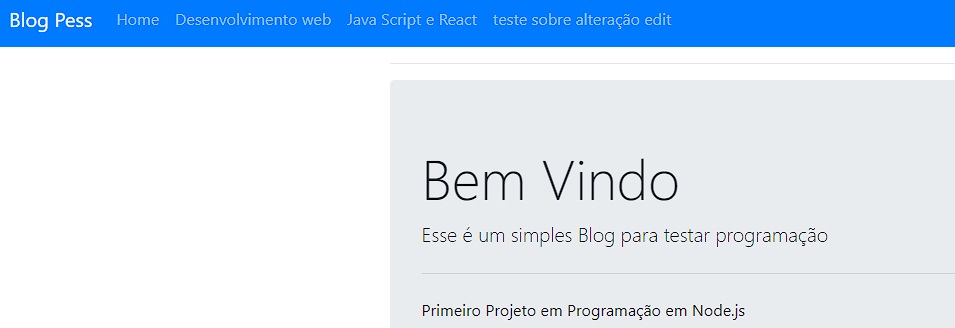 Blog Pess Home Desenvolvimento web Java Script e React teste sobre alteração edit
Bem Vindo
Esse é um simples Blog para testar programação
Primeiro Projeto em Programação em Node.js